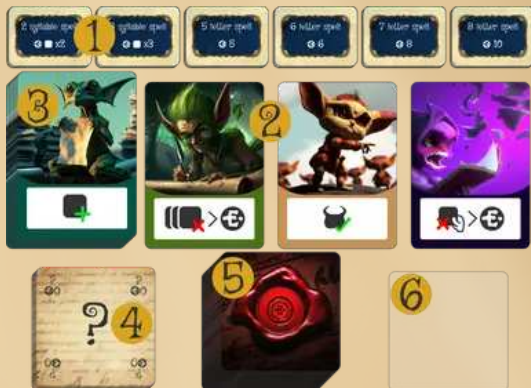 2 syllable spell
x2
1
syllable spell
x3
5 letter spell
5
6 letter spell
6
7 letter spell
8
8 letter spell
10
3
2
>E
>E
?
4
5
6